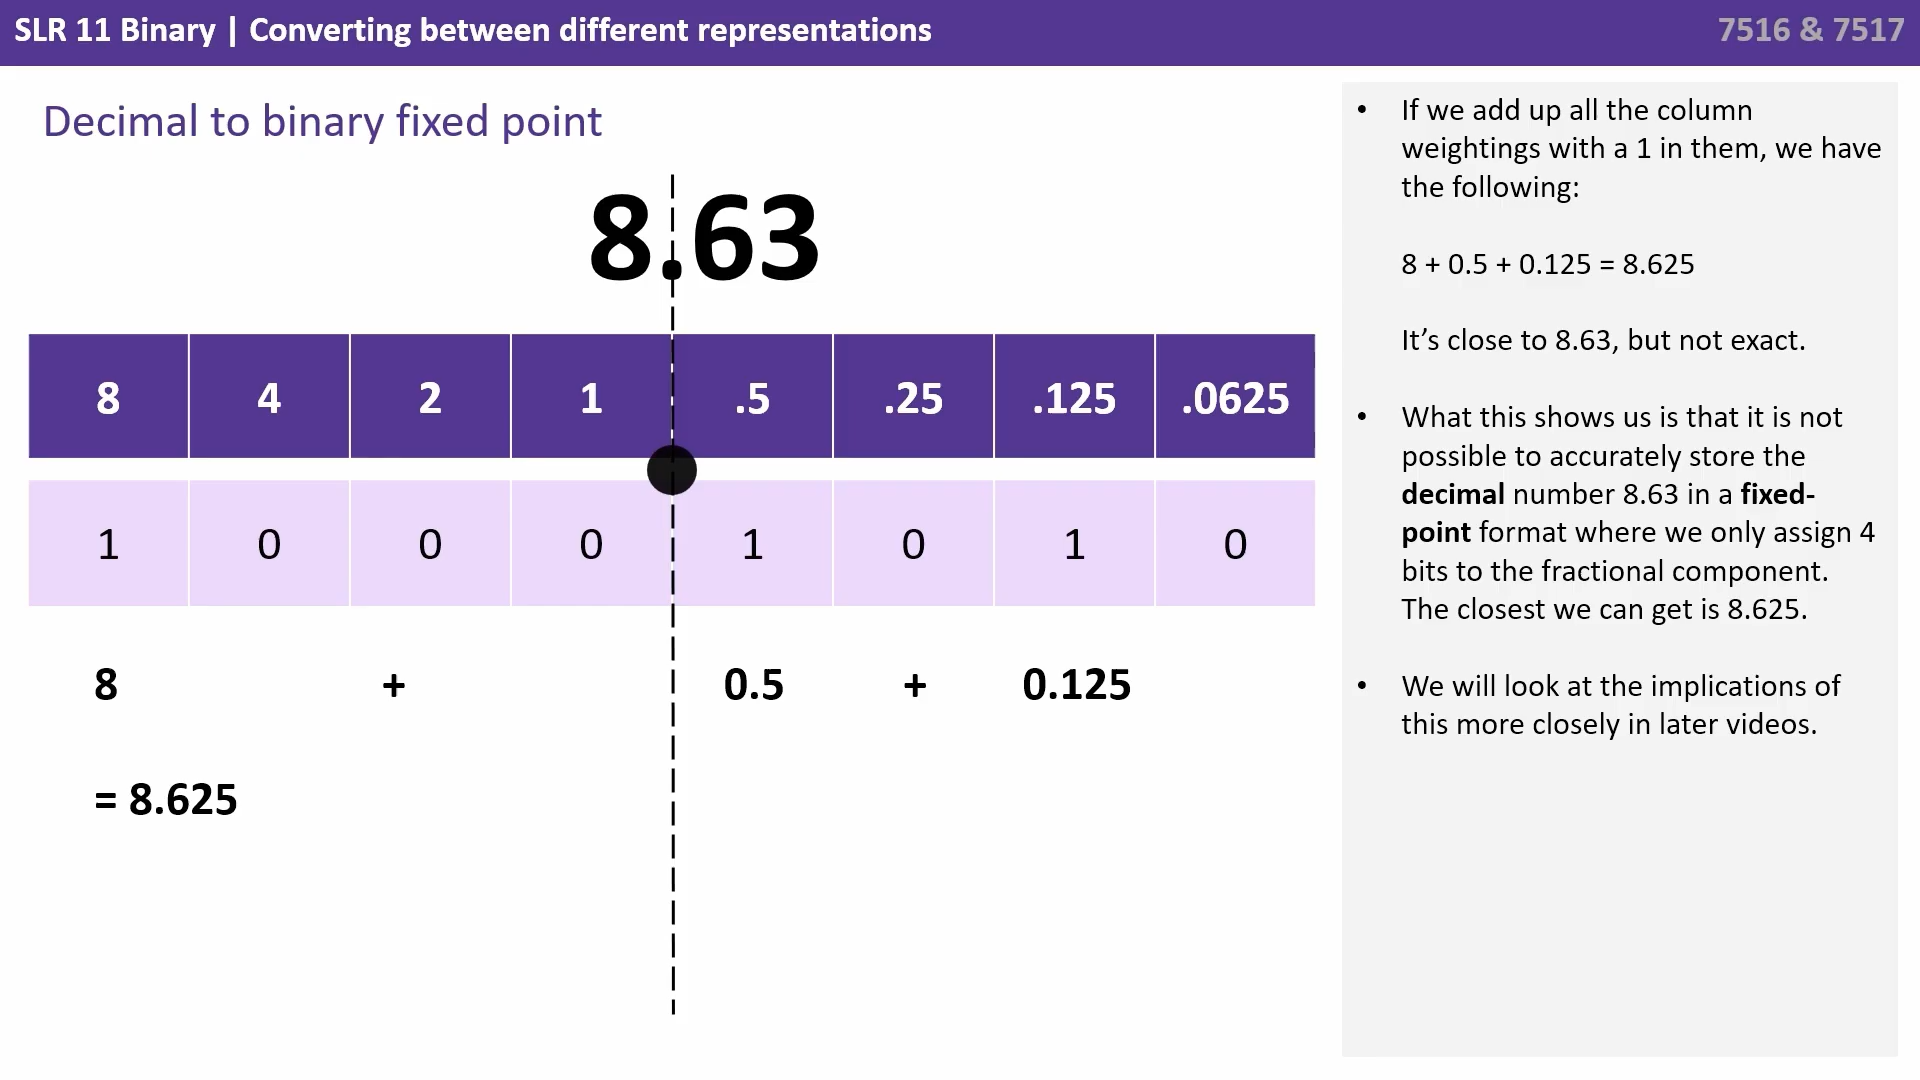 SLR 11 Binary | Converting between different representations
7516 & 7517
Decimal to binary fixed point
8.63
8 4 2 1 .5 .25 .125 .0625
1 0 0 0 1 0 1 0
8 + 0.5 + 0.125
= 8.625
• If we add up all the column
weightings with a 1 in them, we have
the following:
8 + 0.5 + 0.125 = 8.625
It’s close to 8.63, but not exact.
• What this shows us is that it is not
possible to accurately store the
decimal number 8.63 in a fixed-
point format where we only assign 4
bits to the fractional component.
The closest we can get is 8.625.
• We will look at the implications of
this more closely in later videos.